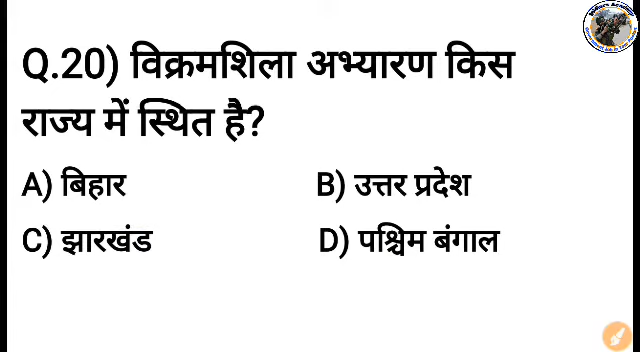 Q.20) विक्रमशिला अभ्यारण किस
राज्य में स्थित है?
A) बिहार B) उत्तर प्रदेश
C) झारखंड D) पश्चिम बंगाल